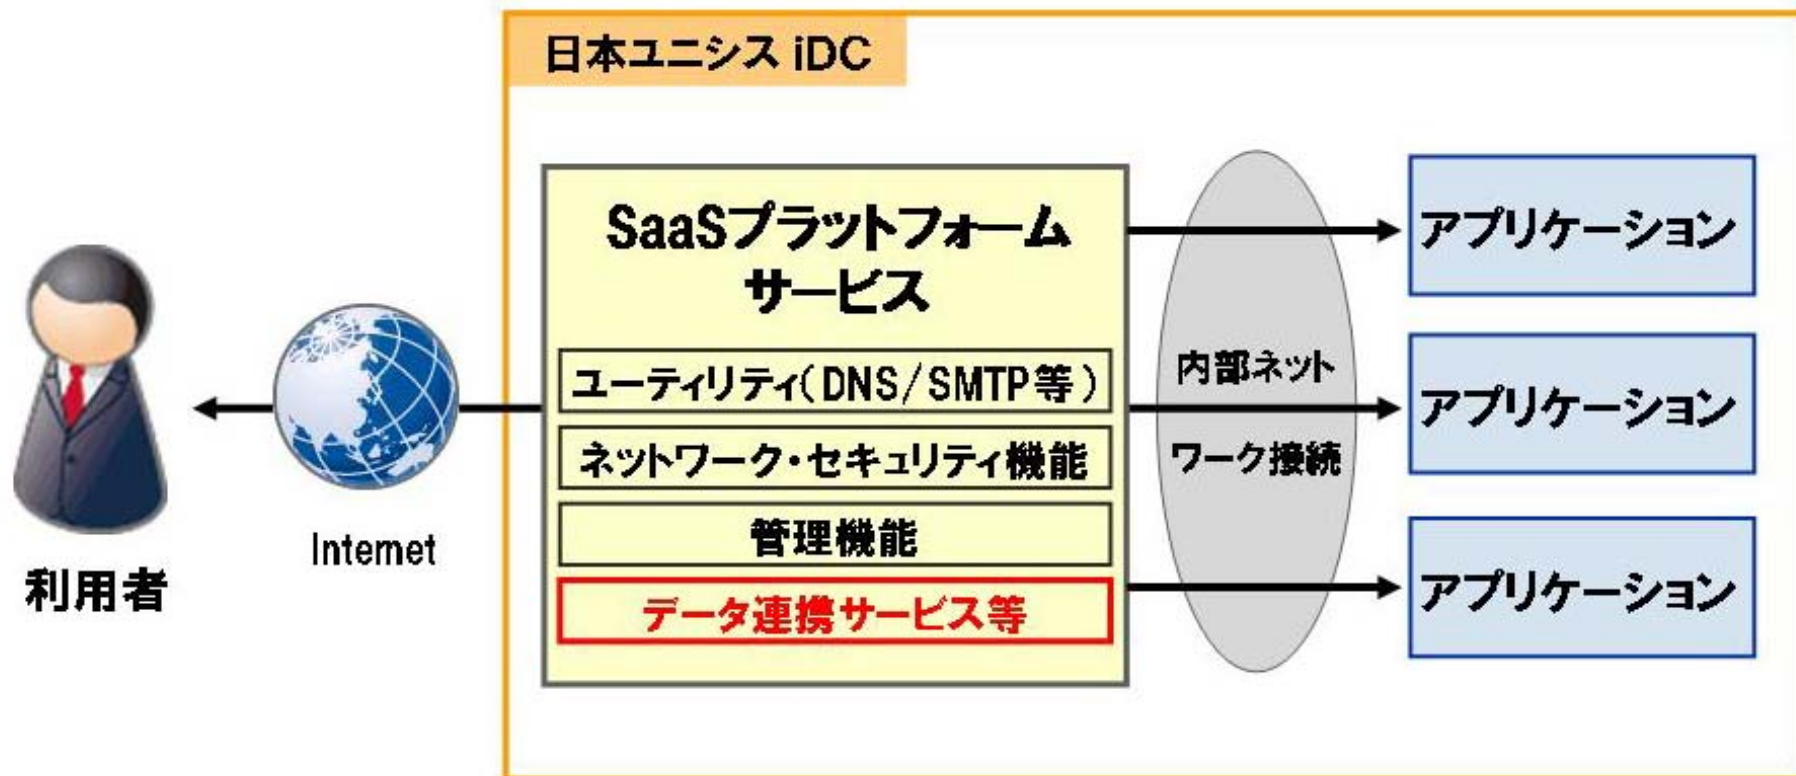 日本ユニシス iDC
SaaSプラットフォーム
サービス
ユーティリティ(DNS/SMTP等)
ネットワーク・セキュリティ機能
管理機能
データ連携サービス等
内部ネット
ワーク接続
アプリケーション
アプリケーション
アプリケーション
Internet
利用者